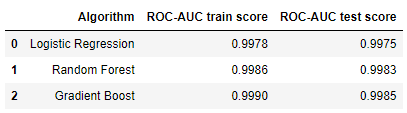 Algorithm ROC-AUC train score ROC-AUC test score
0 Logistic Regression 0.9978 0.9975
1 Random Forest 0.9986 0.9983
2 Gradient Boost 0.9990 0.9985